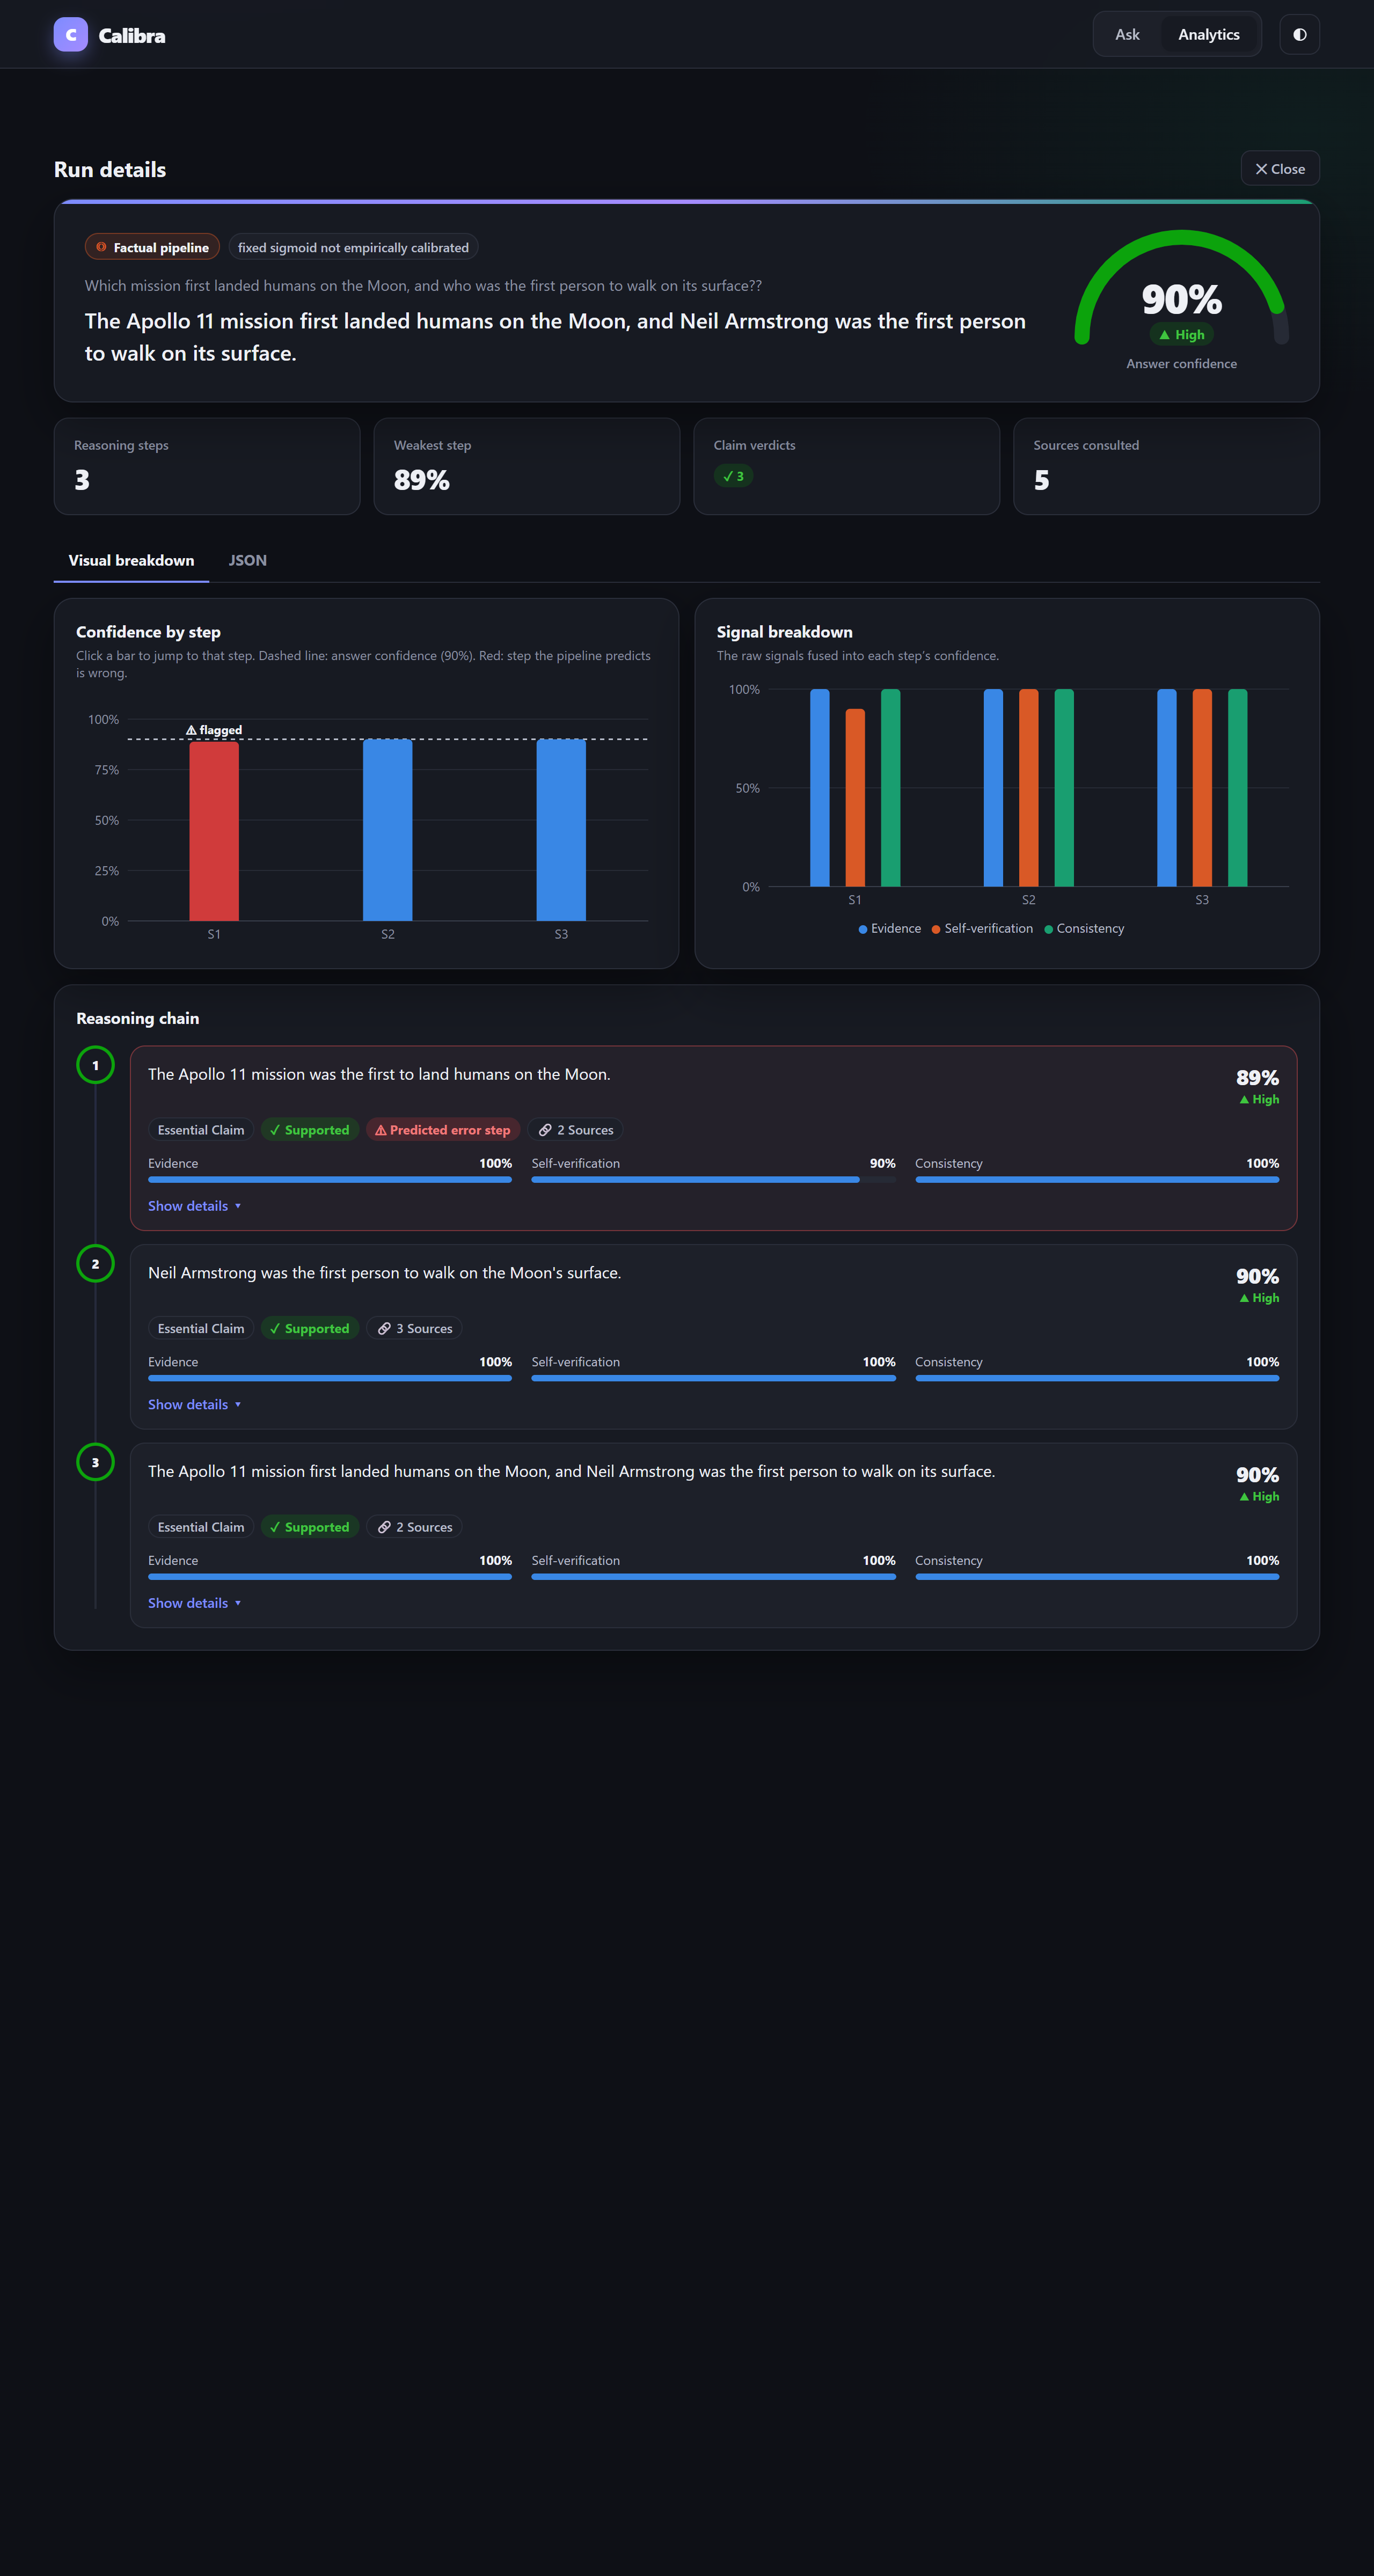 C Calibra
Ask Analytics
Run details
✕ Close
Factual pipeline fixed sigmoid not empirically calibrated
Which mission first landed humans on the Moon, and who was the first person to walk on its surface??
The Apollo 11 mission first landed humans on the Moon, and Neil Armstrong was the first person
to walk on its surface.
90%
▲ High
Answer confidence
Reasoning steps
3
Weakest step
89%
Claim verdicts
✓ 3
Sources consulted
5
Visual breakdown JSON
Confidence by step
Click a bar to jump to that step. Dashed line: answer confidence (90%). Red: step the pipeline predicts
is wrong.
100%
⚠ flagged
75%
50%
25%
0%
S1 S2 S3
Signal breakdown
The raw signals fused into each step's confidence.
100%
50%
0%
S1 S2 S3
Evidence Self-verification Consistency
Reasoning chain
1
The Apollo 11 mission was the first to land humans on the Moon.
89%
▲ High
Essential Claim ✓ Supported ⚠ Predicted error step 2 Sources
Evidence 100% Self-verification 90% Consistency 100%
Show details ▼
2
Neil Armstrong was the first person to walk on the Moon's surface.
90%
▲ High
Essential Claim ✓ Supported 3 Sources
Evidence 100% Self-verification 100% Consistency 100%
Show details ▼
3
The Apollo 11 mission first landed humans on the Moon, and Neil Armstrong was the first person to walk on its surface.
90%
▲ High
Essential Claim ✓ Supported 2 Sources
Evidence 100% Self-verification 100% Consistency 100%
Show details ▼